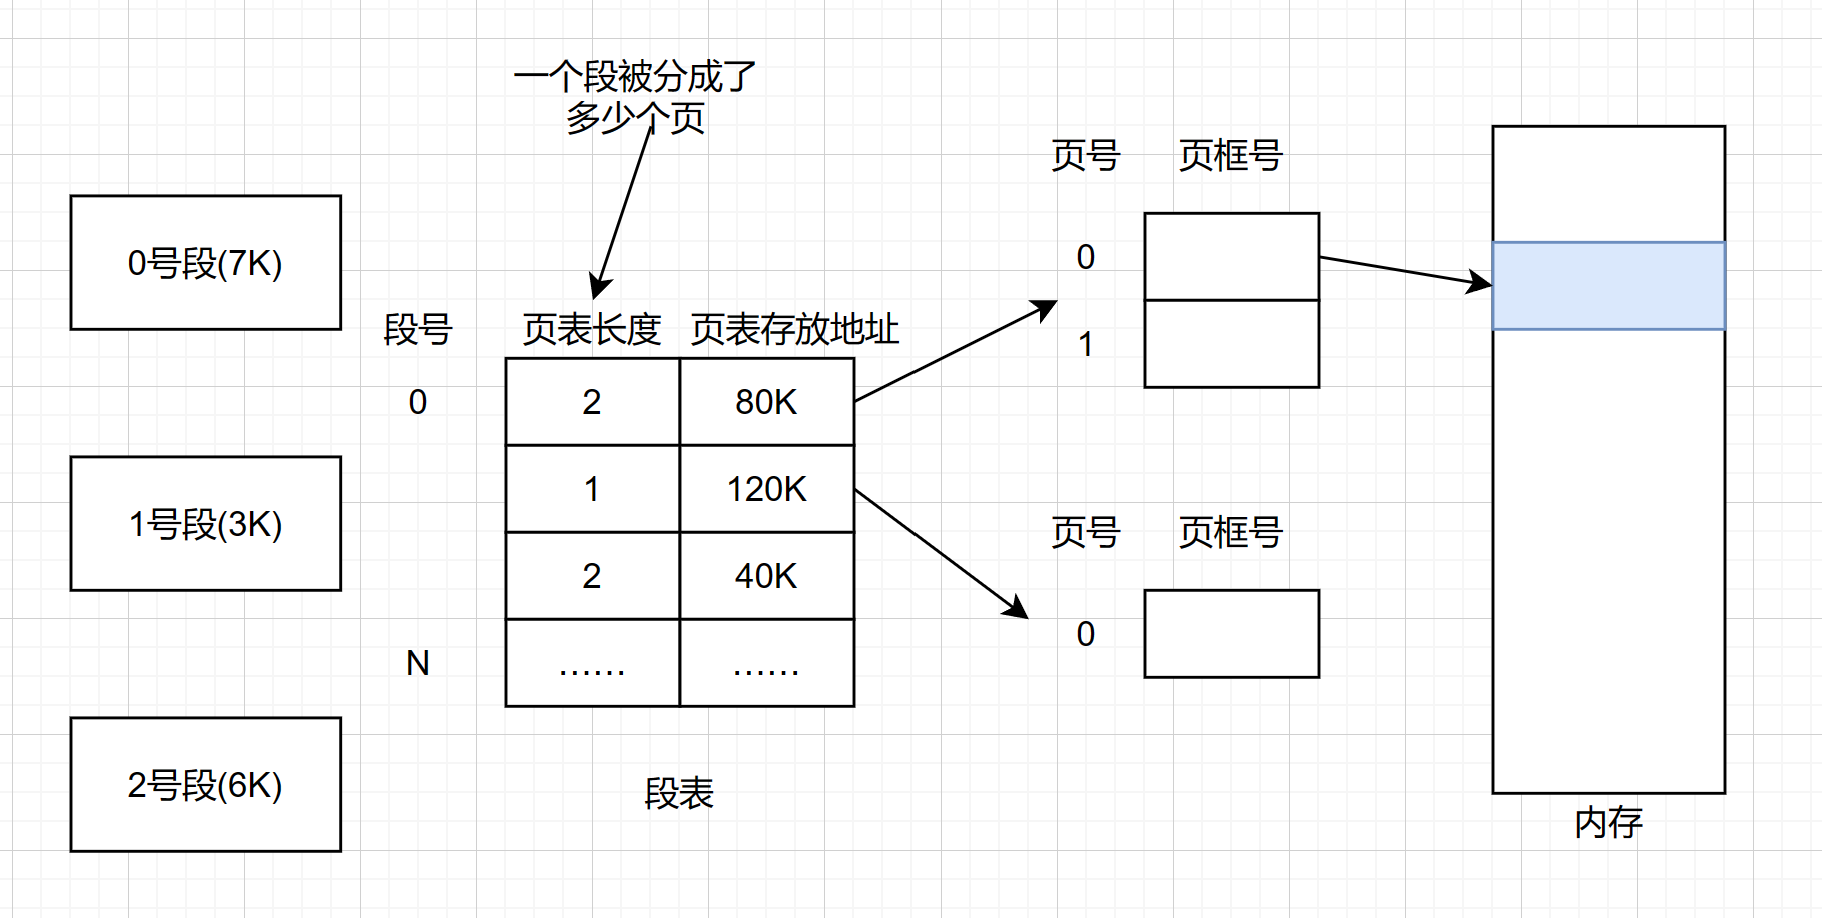 一个段被分成了
多少个页
页号 页框号
0号段(7K)
0
段号 页表长度 页表存放地址
1
0 2 80K
1 120K
1号段(3K)
页号 页框号
2 40K
0
N …… ……
2号段(6K)
段表
内存